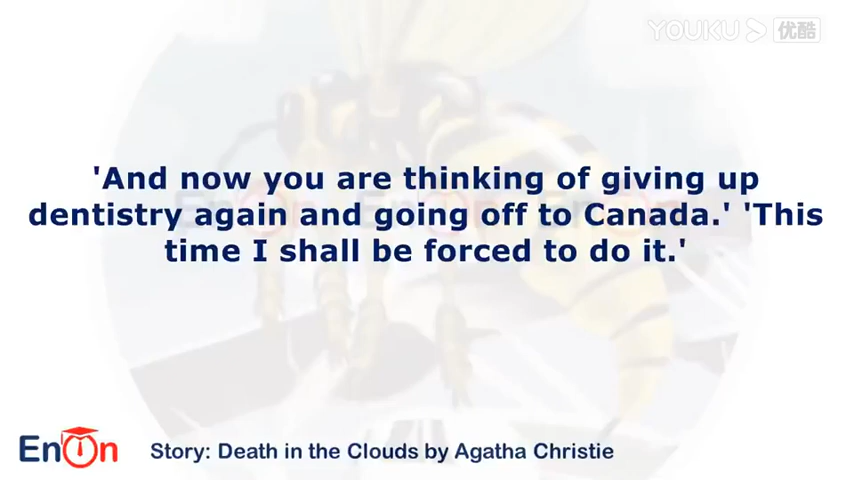 YOUKU 优酷
'And now you are thinking of giving up
dentistry again and going off to Canada.' 'This
time I shall be forced to do it.'
EnOn
Story: Death in the Clouds by Agatha Christie